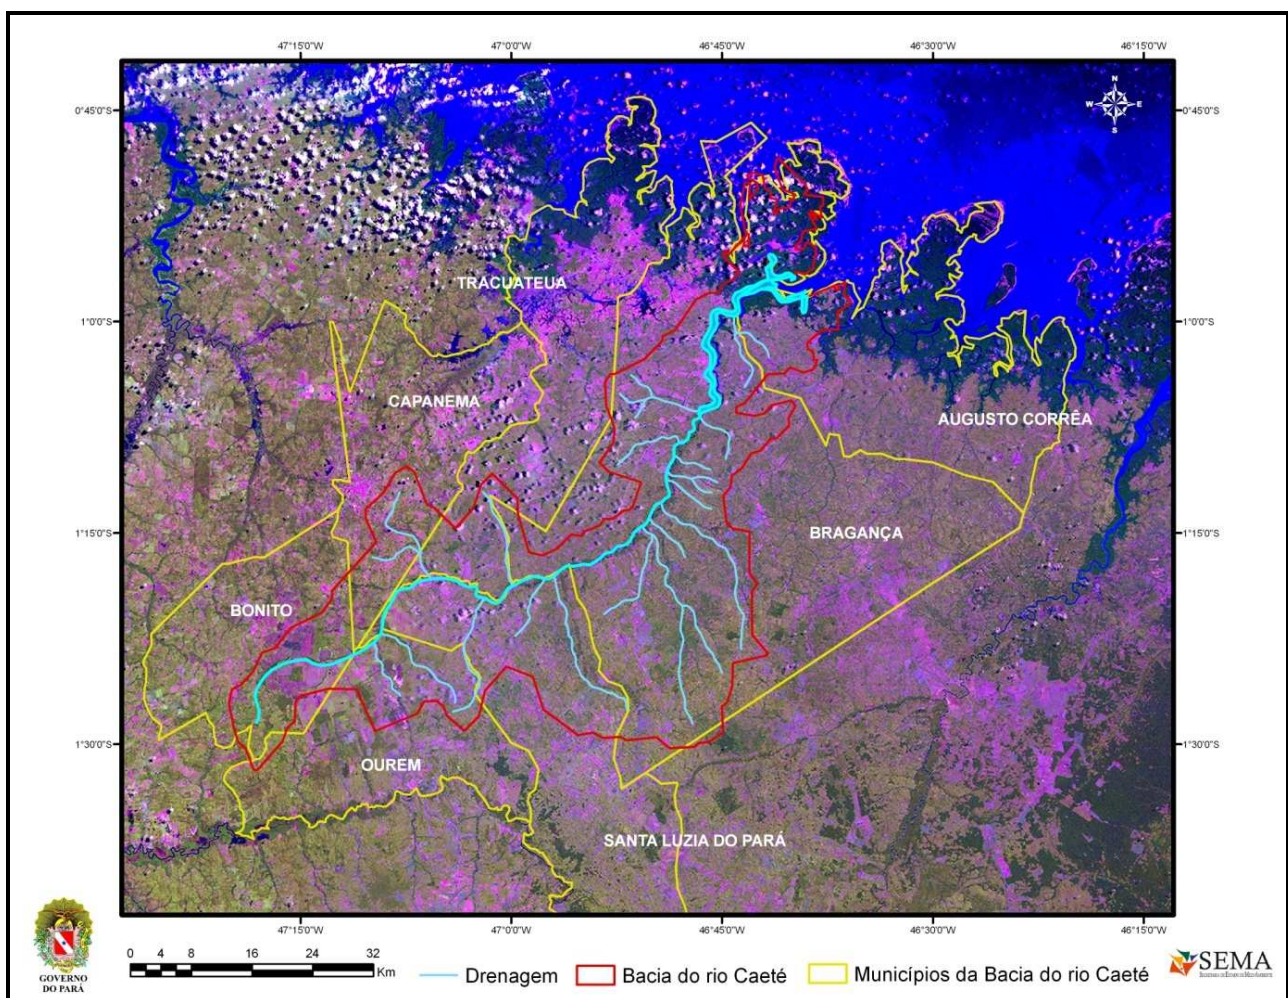 47°15'0"W 47°0'0"W 46°45'0"W 46°30'0"W 46°15'0"W
N
W E
S
0°45'0"S 0°45'0"S
TRACUATEUA
1°0'0"S 1°0'0"S
CAPANEMA
AUGUSTO CORRÊA
1°15'0"S BRAGANÇA 1°15'0"S
BONITO
1°30'0"S 1°30'0"S
OUREM
SANTA LUZIA DO PARÁ
47°15'0"W 47°0'0"W 46°45'0"W 46°30'0"W 46°15'0"W
0 4 8 16 24 32
Km
Drenagem
Bacia do rio Caeté
Municípios da Bacia do rio Caeté
GOVERNO
DO PARÁ
SEMA